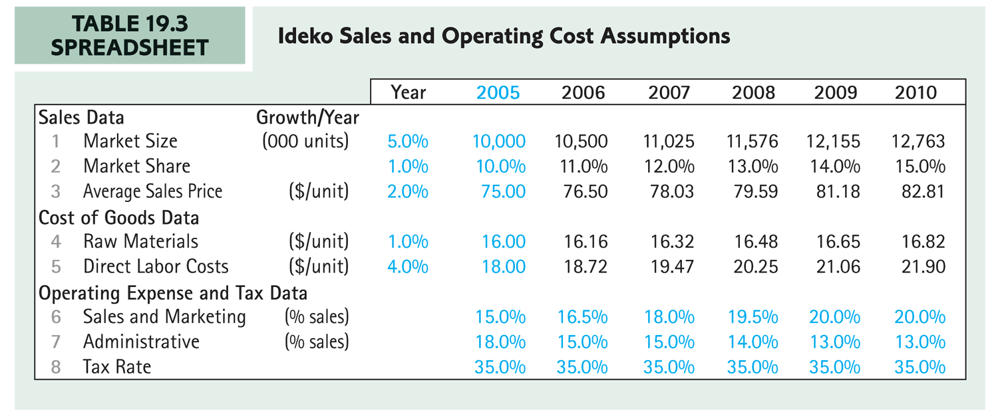 TABLE 19.3
SPREADSHEET
Ideko Sales and Operating Cost Assumptions
Year 2005 2006 2007 2008 2009 2010
Sales Data Growth/Year
1 Market Size (000 units) 5.0% 10,000 10,500 11,025 11,576 12,155 12,763
2 Market Share 1.0% 10.0% 11.0% 12.0% 13.0% 14.0% 15.0%
3 Average Sales Price ($/unit) 2.0% 75.00 76.50 78.03 79.59 81.18 82.81
Cost of Goods Data
4 Raw Materials ($/unit) 1.0% 16.00 16.16 16.32 16.48 16.65 16.82
5 Direct Labor Costs ($/unit) 4.0% 18.00 18.72 19.47 20.25 21.06 21.90
Operating Expense and Tax Data
6 Sales and Marketing (% sales) 15.0% 16.5% 18.0% 19.5% 20.0% 20.0%
7 Administrative (% sales) 18.0% 15.0% 15.0% 14.0% 13.0% 13.0%
8 Tax Rate 35.0% 35.0% 35.0% 35.0% 35.0% 35.0%